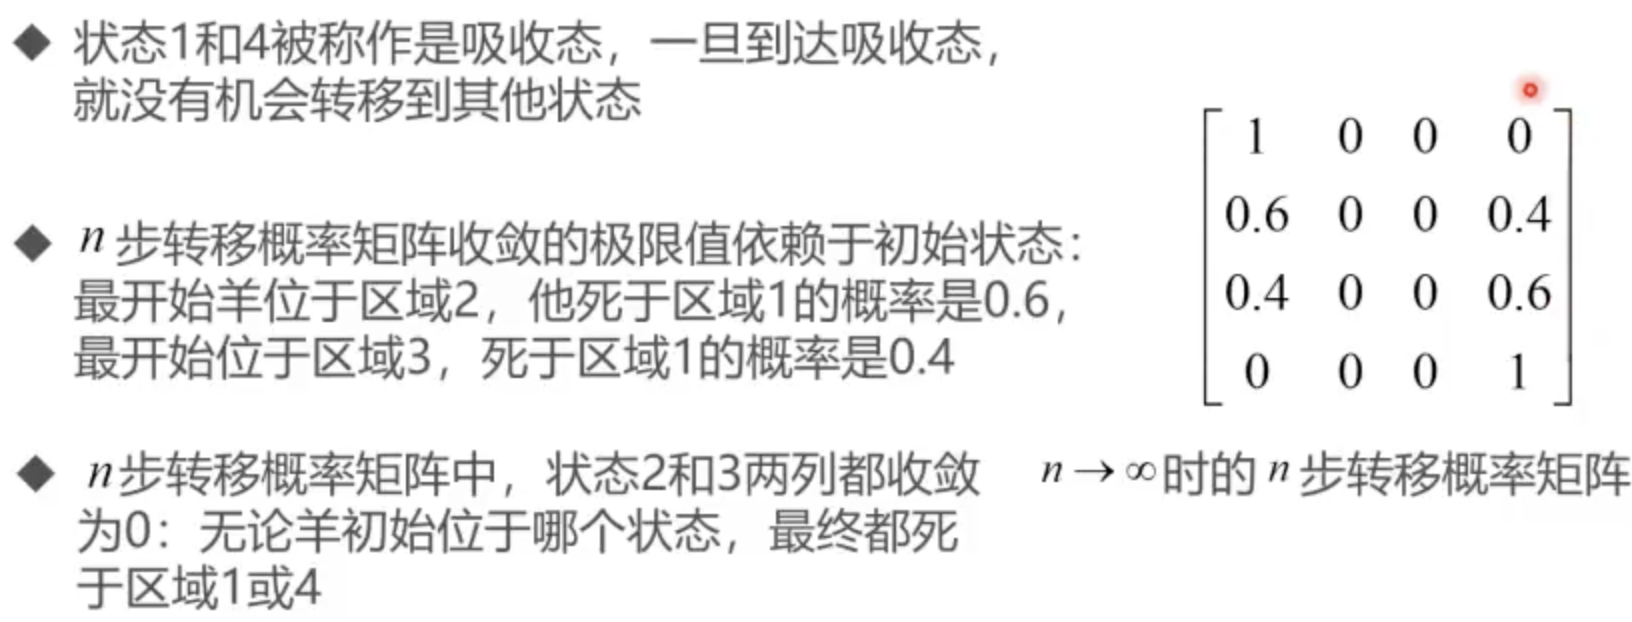 ◆ 状态1和4被称作是吸收态，一旦到达吸收态，
就没有机会转移到其他状态
◆ n 步转移概率矩阵收敛的极限值依赖于初始状态：
最开始羊位于区域2，他死于区域1的概率是0.6，
最开始位于区域3，死于区域1的概率是0.4
◆ n步转移概率矩阵中，状态2和3两列都收敛
为0：无论羊初始位于哪个状态，最终都死
于区域1或4
1 0 0 0
0.6 0 0 0.4
0.4 0 0 0.6
0 0 0 1
n → ∞时的 n 步转移概率矩阵